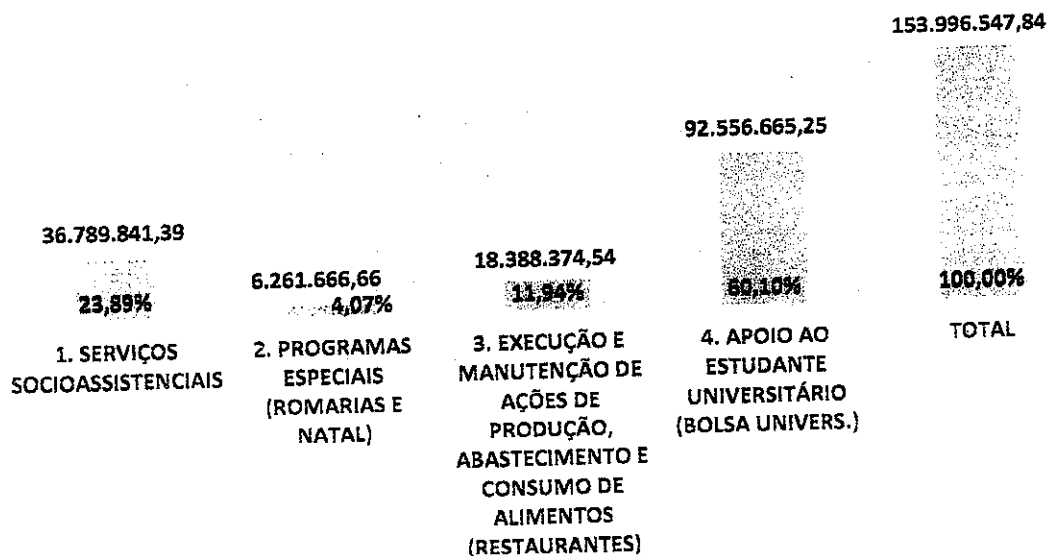 153.996.547,84
92.556.665,25
36.789.841,39
6.261.666,66
18.388.374,54
23,89%
4,07%
11,94%
60,10%
100,00%
1. SERVIÇOS
SOCIOASSISTENCIAIS
2. PROGRAMAS
ESPECIAIS
(ROMARIAS E
NATAL)
3. EXECUÇÃO E
MANUTENÇÃO DE
AÇÕES DE
PRODUÇÃO,
ABASTECIMENTO E
CONSUMO DE
ALIMENTOS
(RESTAURANTES)
4. APOIO AO
ESTUDANTE
UNIVERSITÁRIO
(BOLSA UNIVERS.)
TOTAL